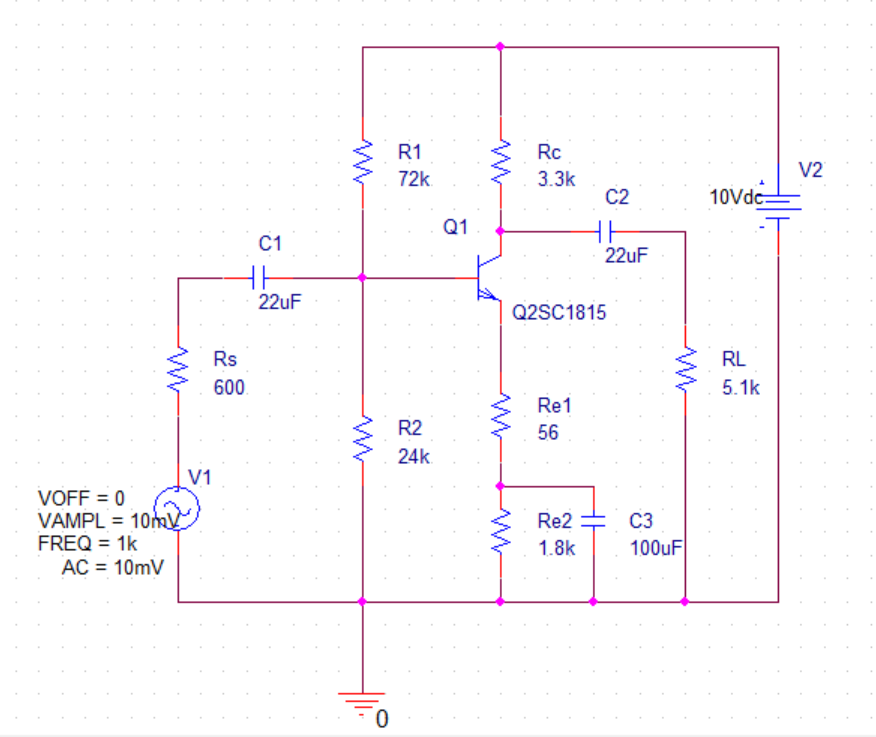 R1
72k
Rc
3.3k
V2
10Vdc
C2
22uF
Q1
Q2SC1815
C1
22uF
Rs
600
RL
5.1k
Re1
56
R2
24k
V1
VOFF = 0
VAMPL = 10mV
FREQ = 1k
AC = 10mV
Re2
1.8k
C3
100uF
0